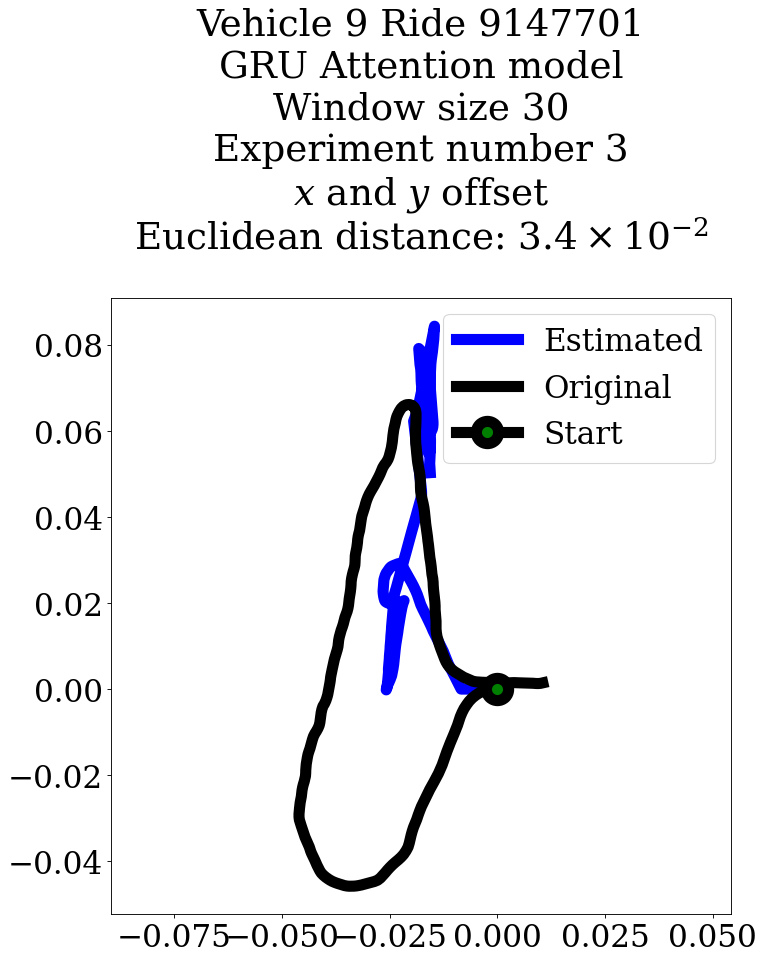 Vehicle 9 Ride 9147701
GRU Attention model
Window size 30
Experiment number 3
x and y offset
Euclidean distance: 3.4 × 10⁻²
Estimated
Original
Start
0.08
0.06
0.04
0.02
0.00
−0.02
−0.04
−0.075 −0.050 −0.025 0.000 0.025 0.050